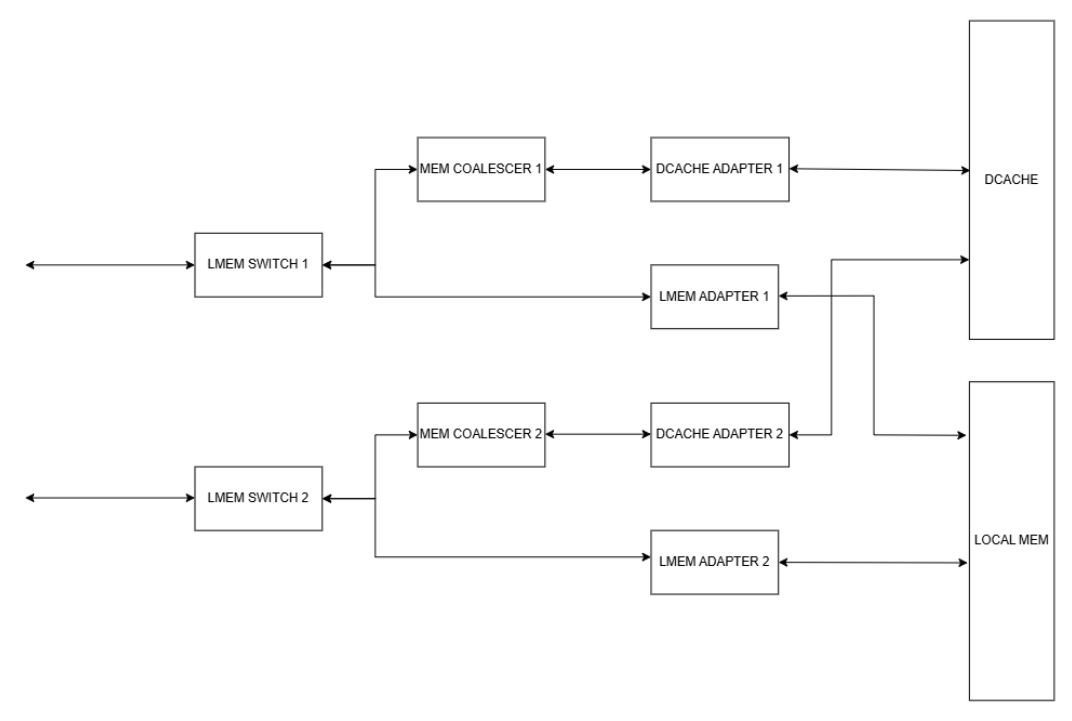 MEM COALESCER 1
DCACHE ADAPTER 1
DCACHE
LMEM SWITCH 1
LMEM ADAPTER 1
MEM COALESCER 2
DCACHE ADAPTER 2
LMEM SWITCH 2
LOCAL MEM
LMEM ADAPTER 2